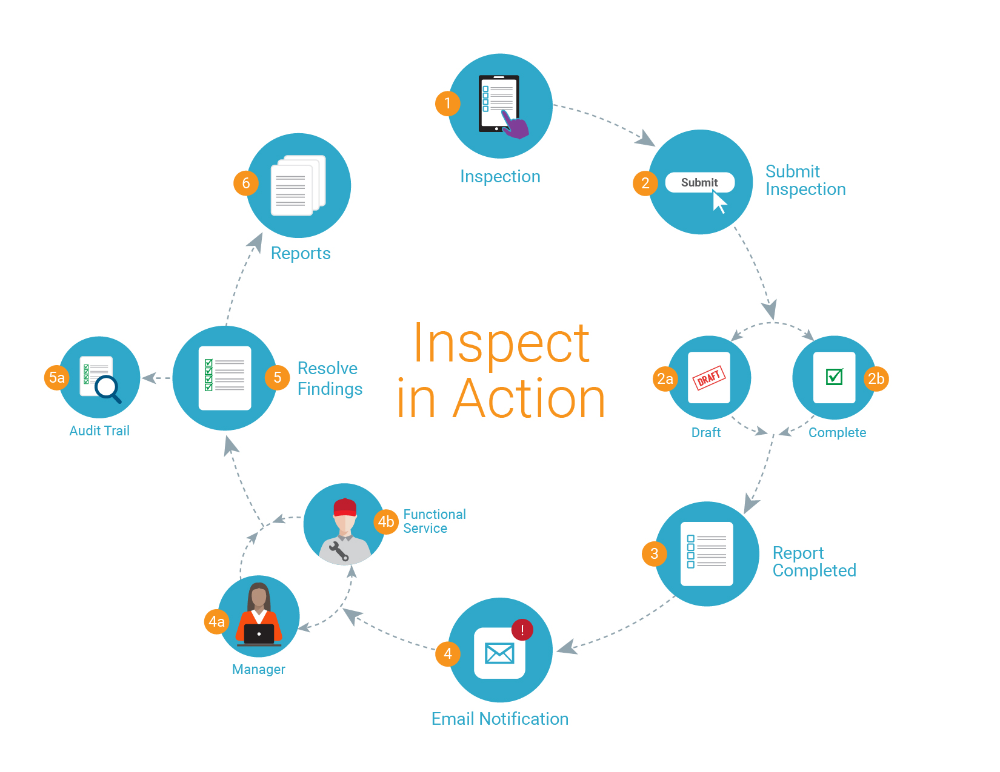 1
Inspection
2
Submit
Submit
Inspection
2a
DRAFT
Draft
2b
Complete
3
Report
Completed
4
!
Email Notification
4a
Manager
4b
Functional
Service
5
Resolve
Findings
5a
Audit Trail
6
Reports
Inspect
in Action